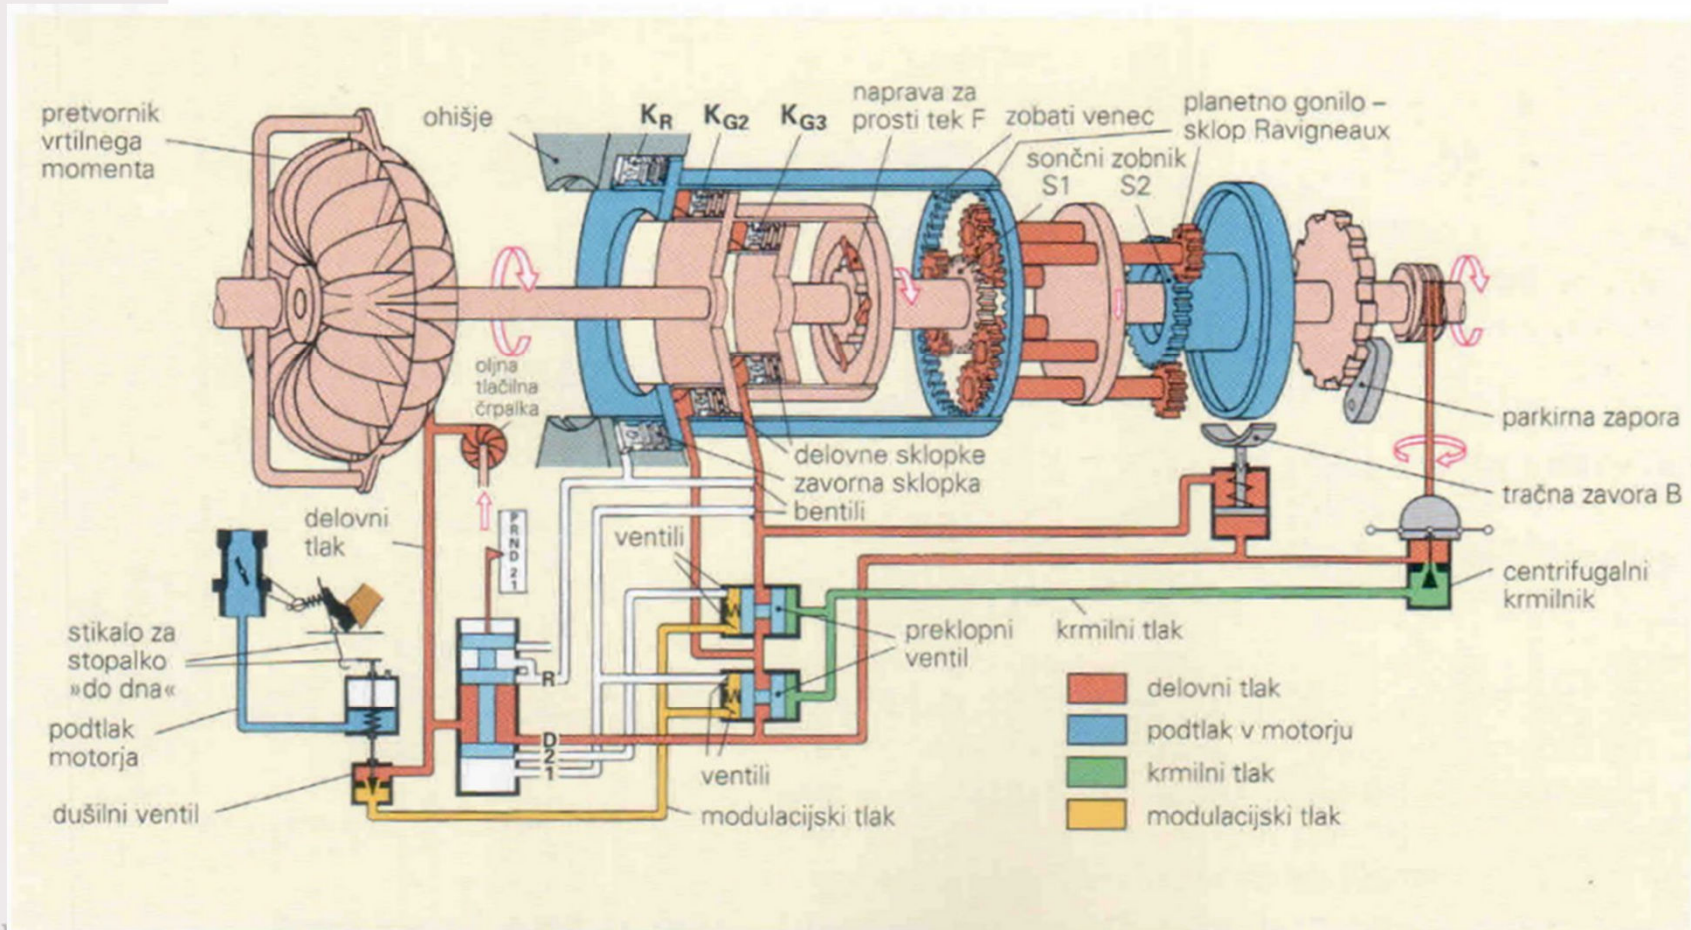 pretvornik
vrtilnega
momenta
ohišje
KR
KG2
KG3
naprava za
prosti tek F
zobati venec
planetno gonilo –
sklop Ravigneaux
sončni zobnik
S1
S2
oljna
tlačilna
črpalka
delovne sklopke
zavorna sklopka
bentili
parkirna zapora
tračna zavora B
delovni
tlak
P
R
N
D
2
1
ventili
centrifugalni
krmilnik
stikalo za
stopalko
»do dna«
preklopni
ventil
krmilni tlak
R
D
2
1
podtlak
motorja
ventili
dušilni ventil
modulacijski tlak
delovni tlak
podtlak v motorju
krmilni tlak
modulacijski tlak